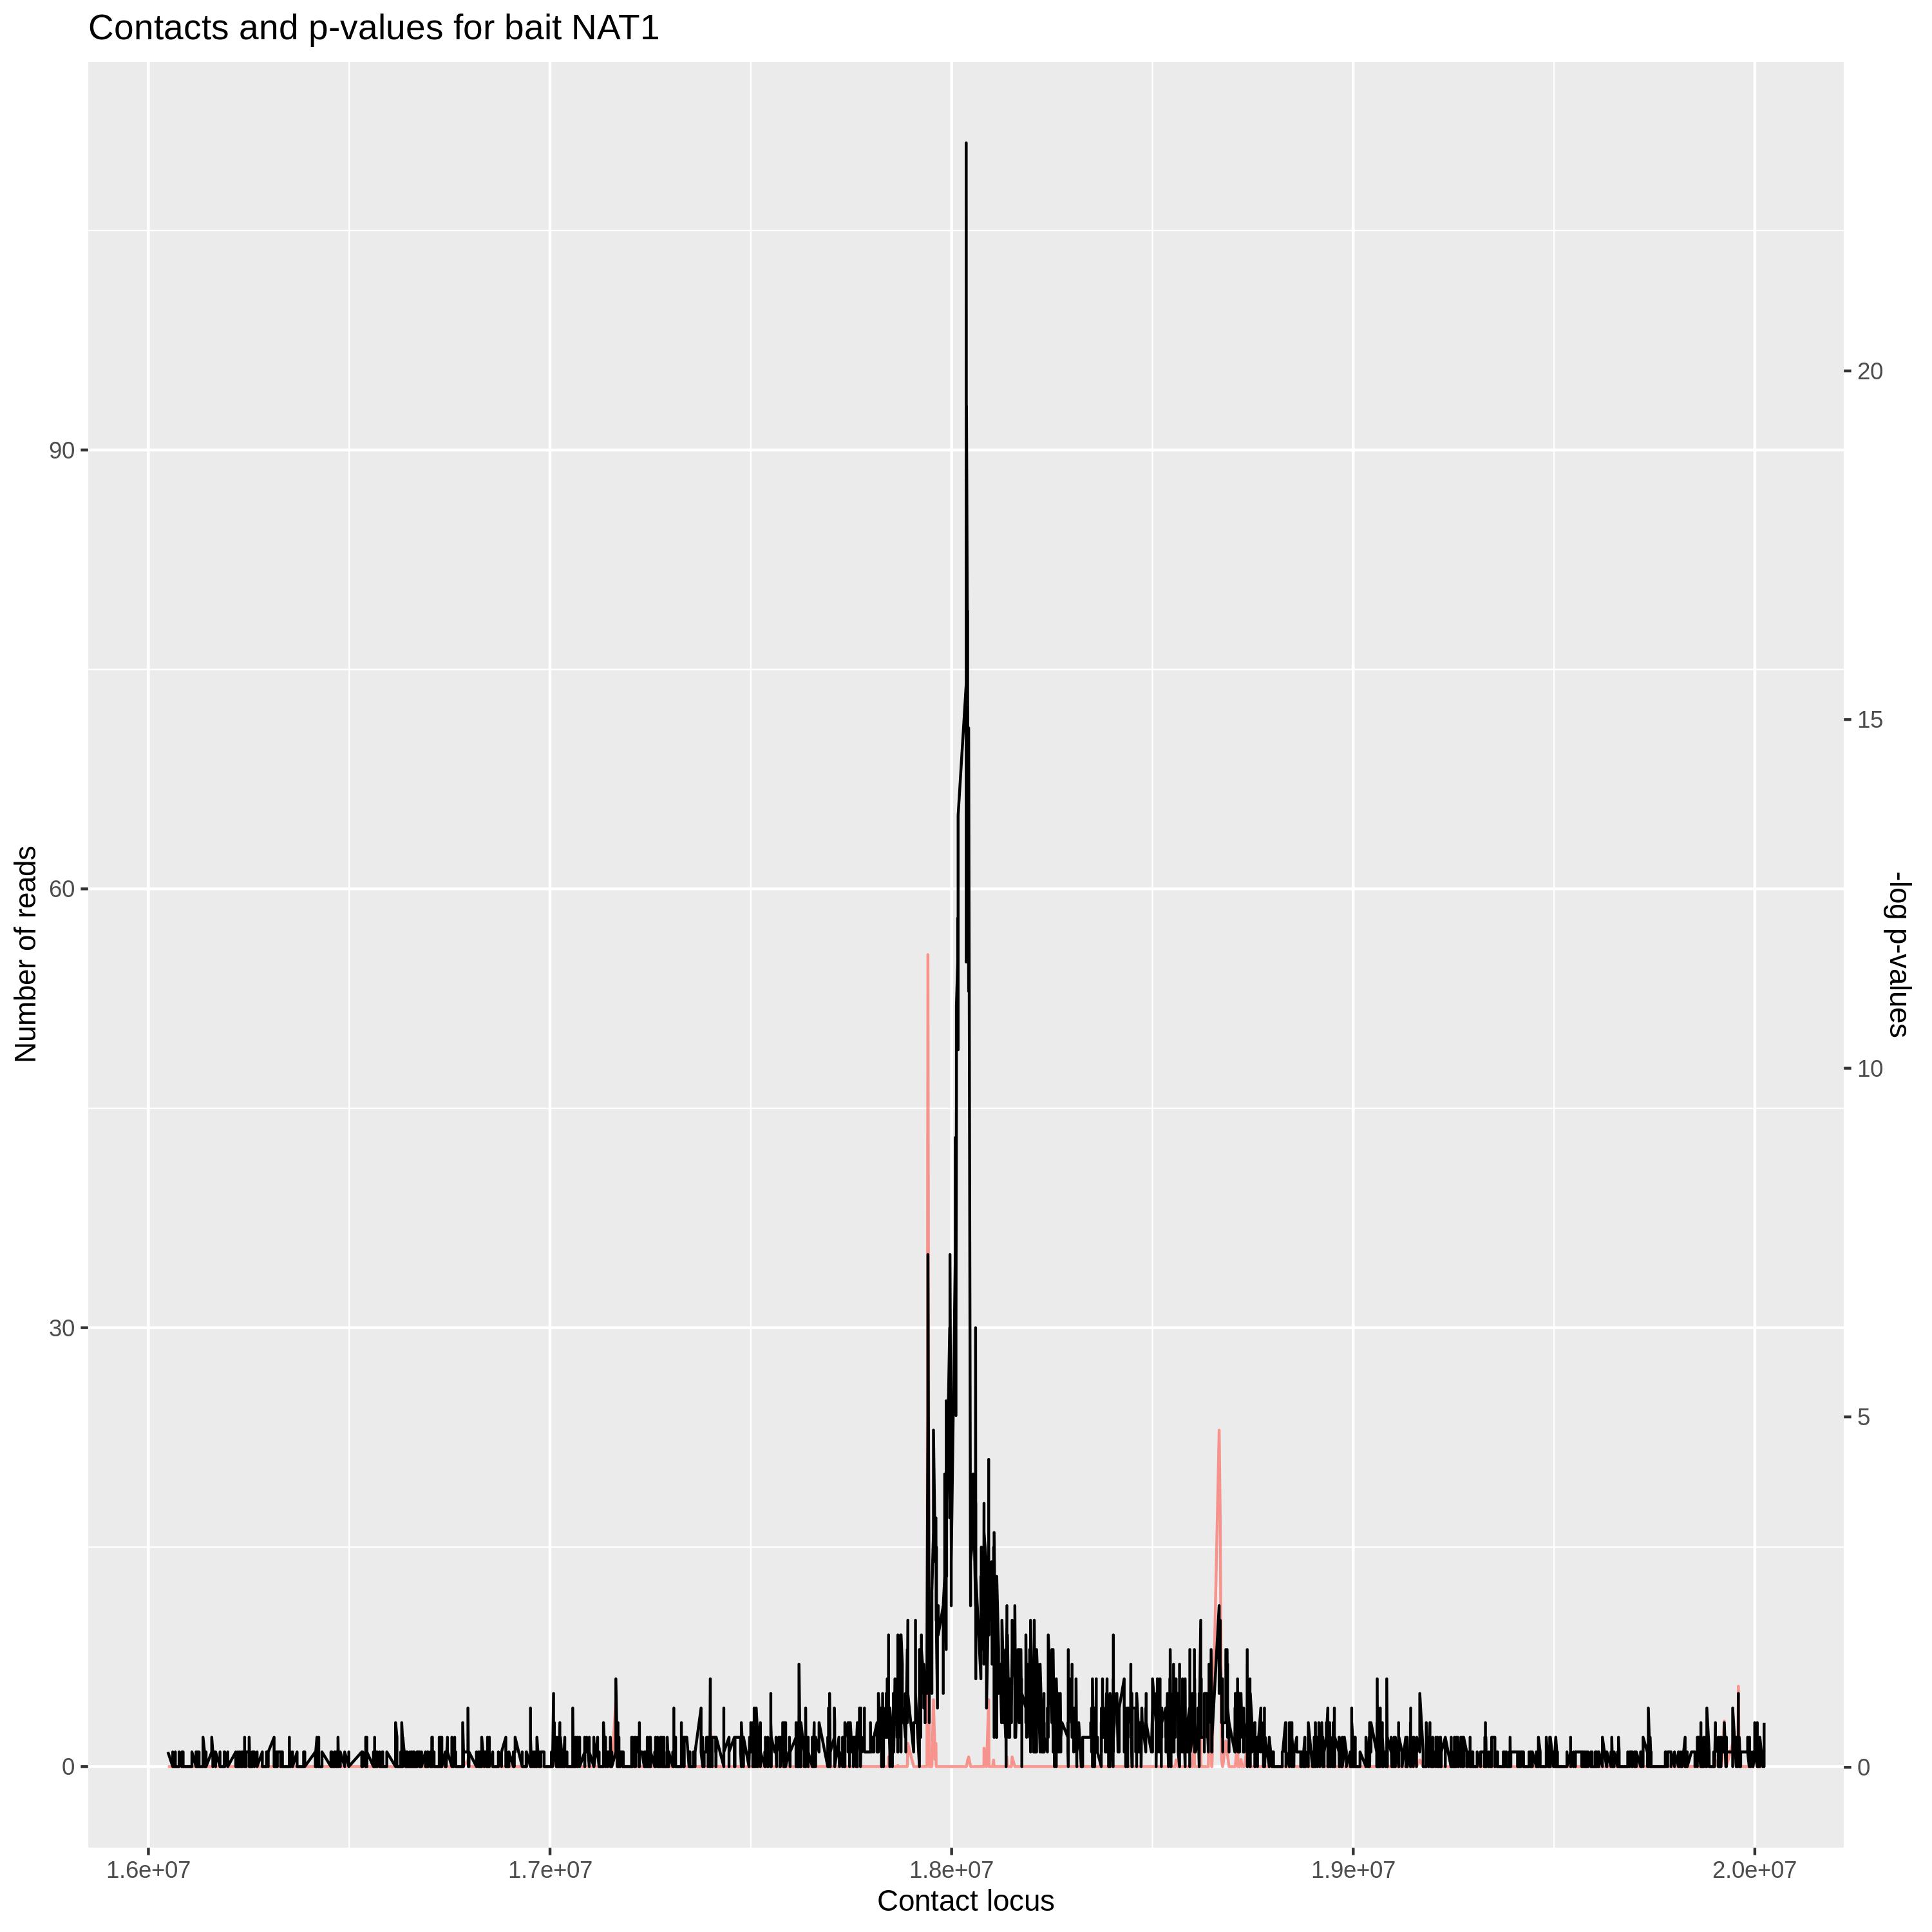 Contacts and p-values for bait NAT1
Number of reads
90
60
30
0
20
15
10
5
0
-log p-values
1.6e+07 1.7e+07 1.8e+07 1.9e+07 2.0e+07
Contact locus